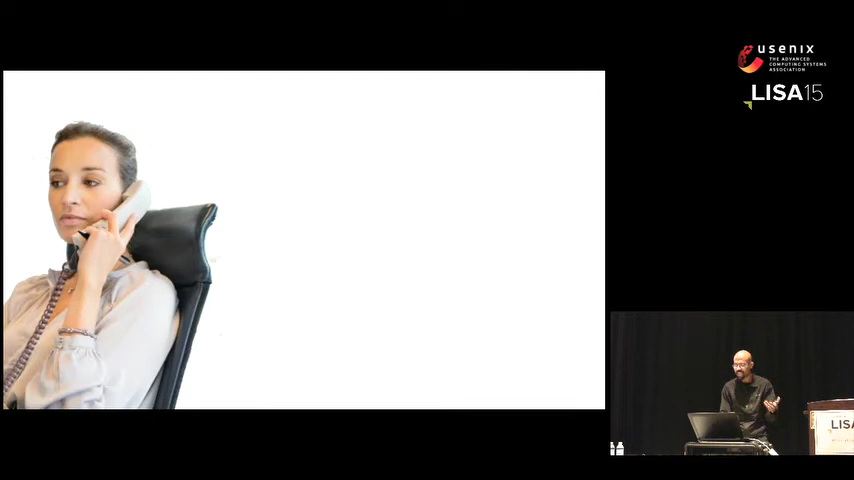 usenix
THE ADVANCED
COMPUTING SYSTEMS
ASSOCIATION
LISA15
LISA